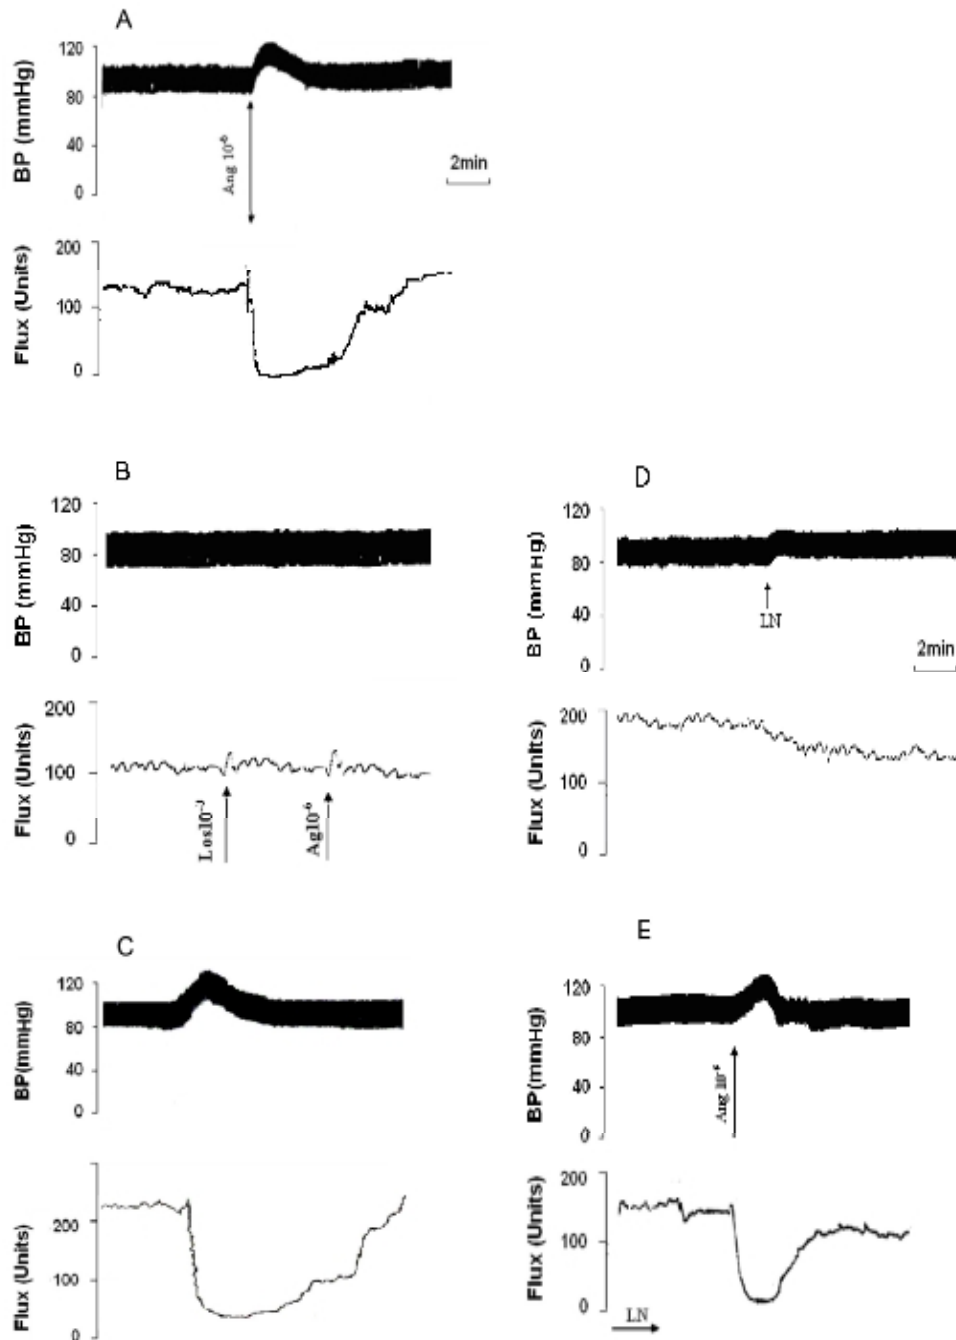 A
BP (mmHg)
120
80
40
0
Ang 10⁻⁶
2min
Flux (Units)
200
100
0
B
BP (mmHg)
120
80
40
0
Flux (Units)
200
100
0
Los10⁻³
Ag10⁻⁶
D
BP (mmHg)
120
80
40
0
LN
2min
Flux (Units)
200
100
0
C
BP(mmHg)
120
80
40
0
Flux (Units)
200
100
0
E
BP(mmHg)
120
80
40
0
Ang 10⁻⁶
Flux (Units)
200
100
0
LN